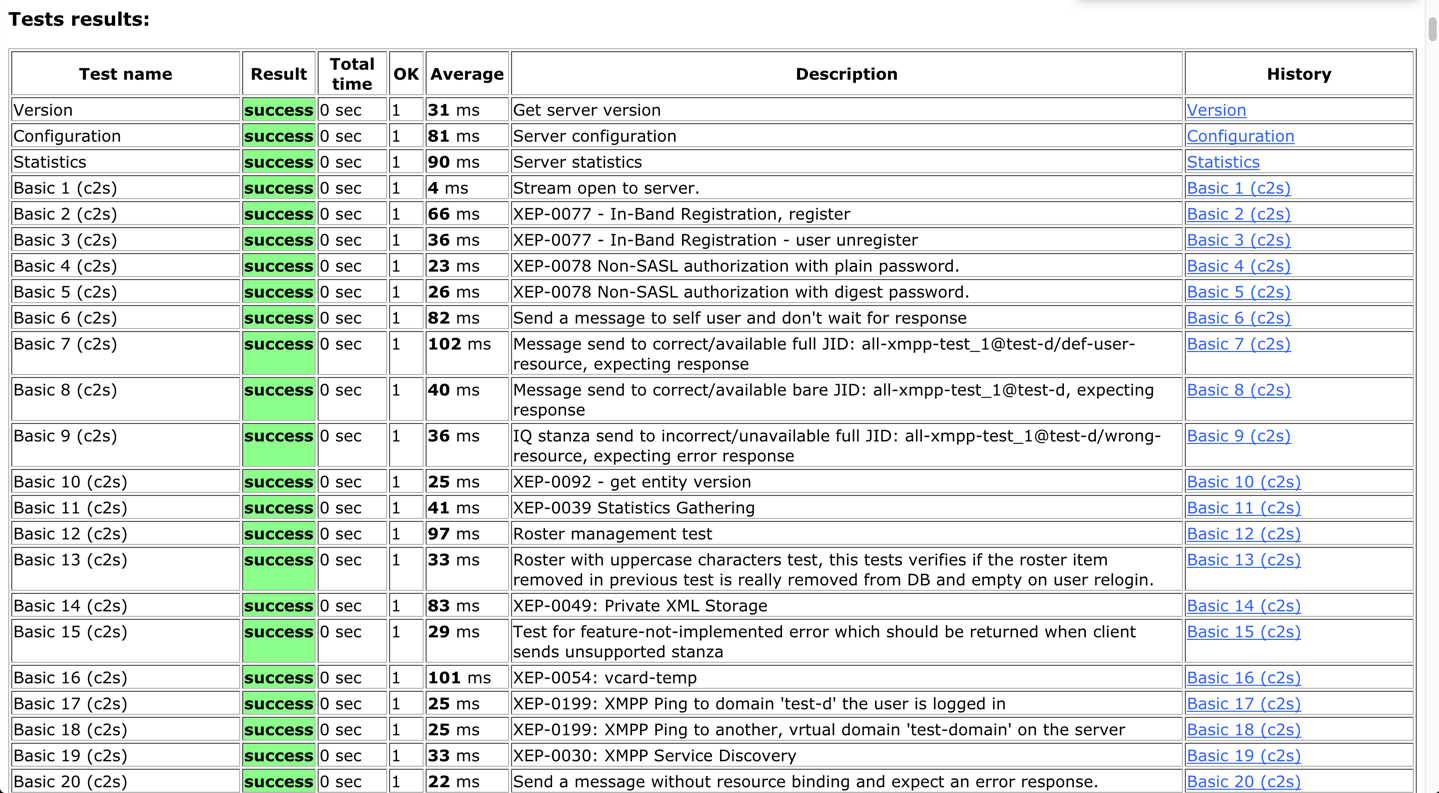 Tests results:
Test name Result Total time OK Average Description History
Version success 0 sec 1 31 ms Get server version Version
Configuration success 0 sec 1 81 ms Server configuration Configuration
Statistics success 0 sec 1 90 ms Server statistics Statistics
Basic 1 (c2s) success 0 sec 1 4 ms Stream open to server. Basic 1 (c2s)
Basic 2 (c2s) success 0 sec 1 66 ms XEP-0077 - In-Band Registration, register Basic 2 (c2s)
Basic 3 (c2s) success 0 sec 1 36 ms XEP-0077 - In-Band Registration - user unregister Basic 3 (c2s)
Basic 4 (c2s) success 0 sec 1 23 ms XEP-0078 Non-SASL authorization with plain password. Basic 4 (c2s)
Basic 5 (c2s) success 0 sec 1 26 ms XEP-0078 Non-SASL authorization with digest password. Basic 5 (c2s)
Basic 6 (c2s) success 0 sec 1 82 ms Send a message to self user and don't wait for response Basic 6 (c2s)
Basic 7 (c2s) success 0 sec 1 102 ms Message send to correct/available full JID: all-xmpp-test_1@test-d/def-user- Basic 7 (c2s)
resource, expecting response
Basic 8 (c2s) success 0 sec 1 40 ms Message send to correct/available bare JID: all-xmpp-test_1@test-d, expecting Basic 8 (c2s)
response
Basic 9 (c2s) success 0 sec 1 36 ms IQ stanza send to incorrect/unavailable full JID: all-xmpp-test_1@test-d/wrong- Basic 9 (c2s)
resource, expecting error response
Basic 10 (c2s) success 0 sec 1 25 ms XEP-0092 - get entity version Basic 10 (c2s)
Basic 11 (c2s) success 0 sec 1 41 ms XEP-0039 Statistics Gathering Basic 11 (c2s)
Basic 12 (c2s) success 0 sec 1 97 ms Roster management test Basic 12 (c2s)
Basic 13 (c2s) success 0 sec 1 33 ms Roster with uppercase characters test, this tests verifies if the roster item Basic 13 (c2s)
removed in previous test is really removed from DB and empty on user relogin.
Basic 14 (c2s) success 0 sec 1 83 ms XEP-0049: Private XML Storage Basic 14 (c2s)
Basic 15 (c2s) success 0 sec 1 29 ms Test for feature-not-implemented error which should be returned when client Basic 15 (c2s)
sends unsupported stanza
Basic 16 (c2s) success 0 sec 1 101 ms XEP-0054: vcard-temp Basic 16 (c2s)
Basic 17 (c2s) success 0 sec 1 25 ms XEP-0199: XMPP Ping to domain 'test-d' the user is logged in Basic 17 (c2s)
Basic 18 (c2s) success 0 sec 1 25 ms XEP-0199: XMPP Ping to another, vrtual domain 'test-domain' on the server Basic 18 (c2s)
Basic 19 (c2s) success 0 sec 1 33 ms XEP-0030: XMPP Service Discovery Basic 19 (c2s)
Basic 20 (c2s) success 0 sec 1 22 ms Send a message without resource binding and expect an error response. Basic 20 (c2s)